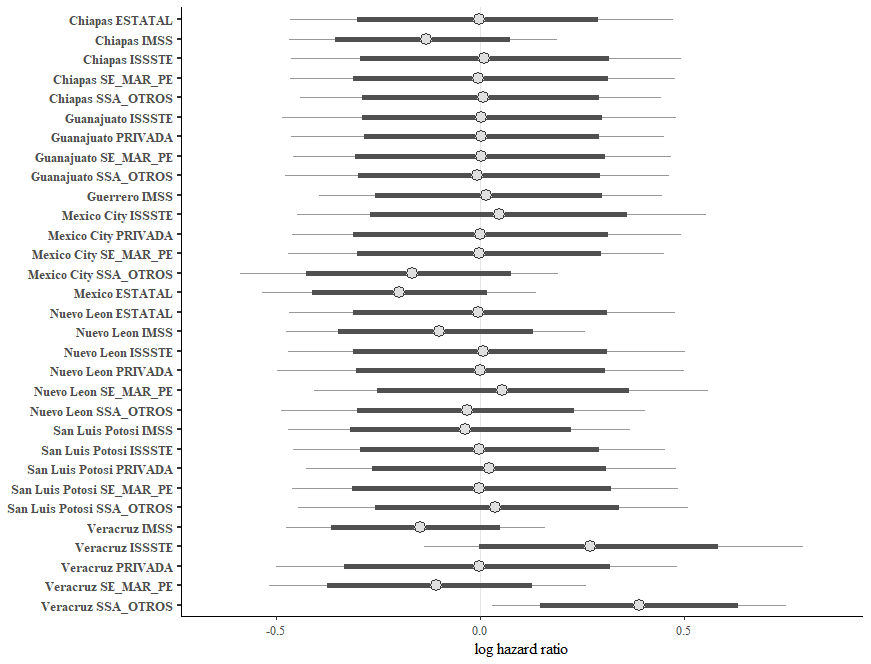 Chiapas ESTATAL
Chiapas IMSS
Chiapas ISSSTE
Chiapas SE_MAR_PE
Chiapas SSA_OTROS
Guanajuato ISSSTE
Guanajuato PRIVADA
Guanajuato SE_MAR_PE
Guanajuato SSA_OTROS
Guerrero IMSS
Mexico City ISSSTE
Mexico City PRIVADA
Mexico City SE_MAR_PE
Mexico City SSA_OTROS
Mexico ESTATAL
Nuevo Leon ESTATAL
Nuevo Leon IMSS
Nuevo Leon ISSSTE
Nuevo Leon PRIVADA
Nuevo Leon SE_MAR_PE
Nuevo Leon SSA_OTROS
San Luis Potosi IMSS
San Luis Potosi ISSSTE
San Luis Potosi PRIVADA
San Luis Potosi SE_MAR_PE
San Luis Potosi SSA_OTROS
Veracruz IMSS
Veracruz ISSSTE
Veracruz PRIVADA
Veracruz SE_MAR_PE
Veracruz SSA_OTROS
-0.5 0.0 0.5
log hazard ratio